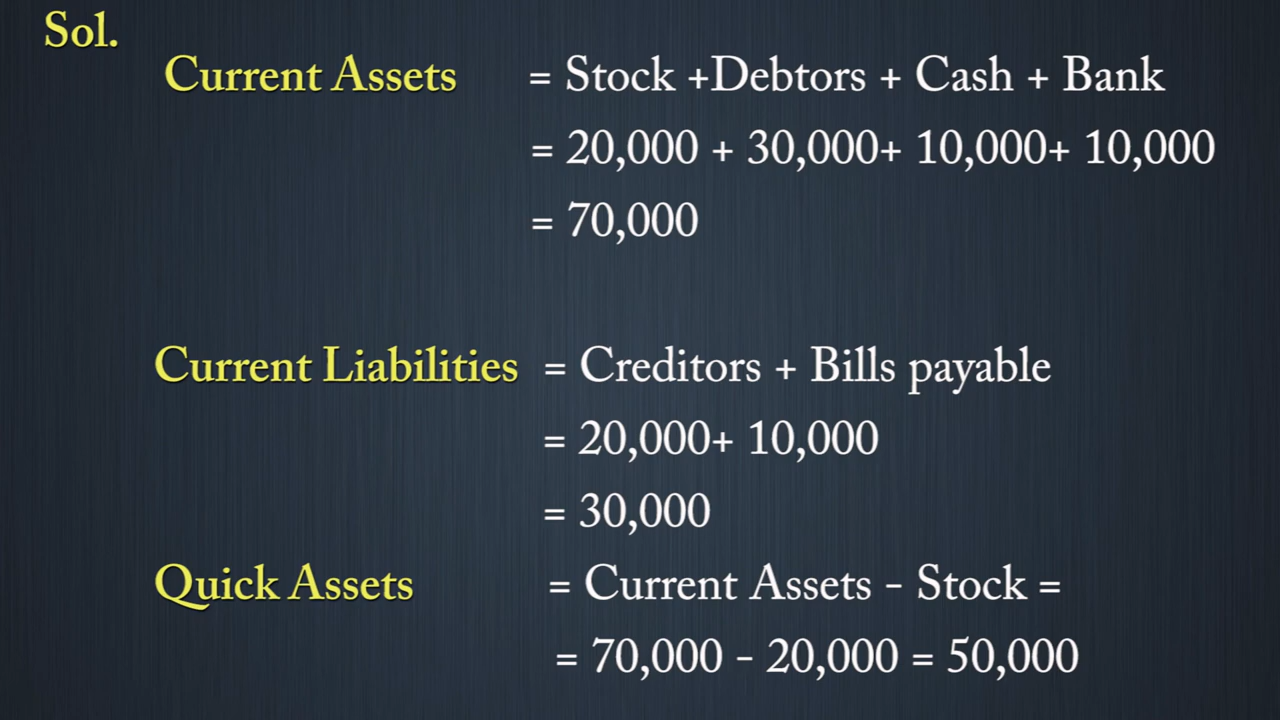 Sol.
Current Assets = Stock +Debtors + Cash + Bank
= 20,000 + 30,000+ 10,000+ 10,000
= 70,000
Current Liabilities = Creditors + Bills payable
= 20,000+ 10,000
= 30,000
Quick Assets = Current Assets - Stock =
= 70,000 - 20,000 = 50,000